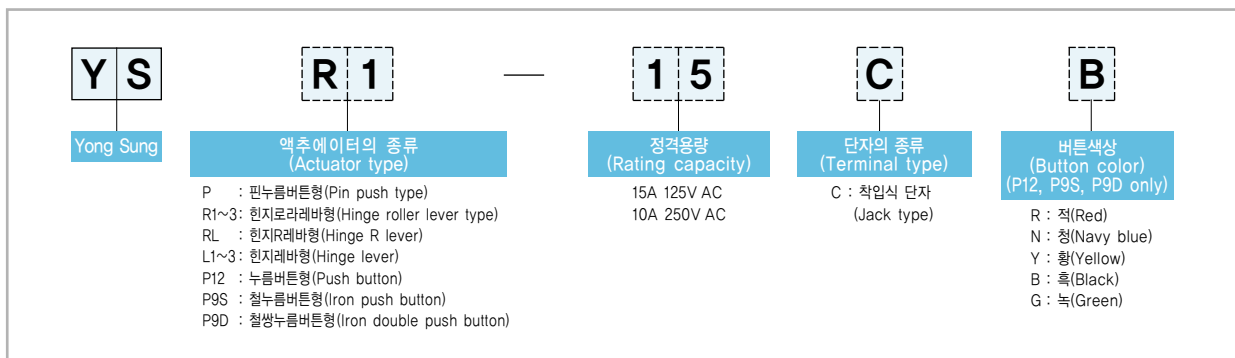 YS R1 — 15 C B
Yong Sung
액추에이터의 종류
(Actuator type)
P : 핀누름버튼형(Pin push type)
R1~3 : 힌지로라레바형(Hinge roller lever type)
RL : 힌지R레바형(Hinge R lever)
L1~3 : 힌지레바형(Hinge lever)
P12 : 누름버튼형(Push button)
P9S : 철누름버튼형(Iron push button)
P9D : 철쌍누름버튼형(Iron double push button)
정격용량
(Rating capacity)
15A 125V AC
10A 250V AC
단자의 종류
(Terminal type)
C : 착입식 단자
(Jack type)
버튼색상
(Button color)
(P12, P9S, P9D only)
R : 적(Red)
N : 청(Navy blue)
Y : 황(Yellow)
B : 흑(Black)
G : 녹(Green)